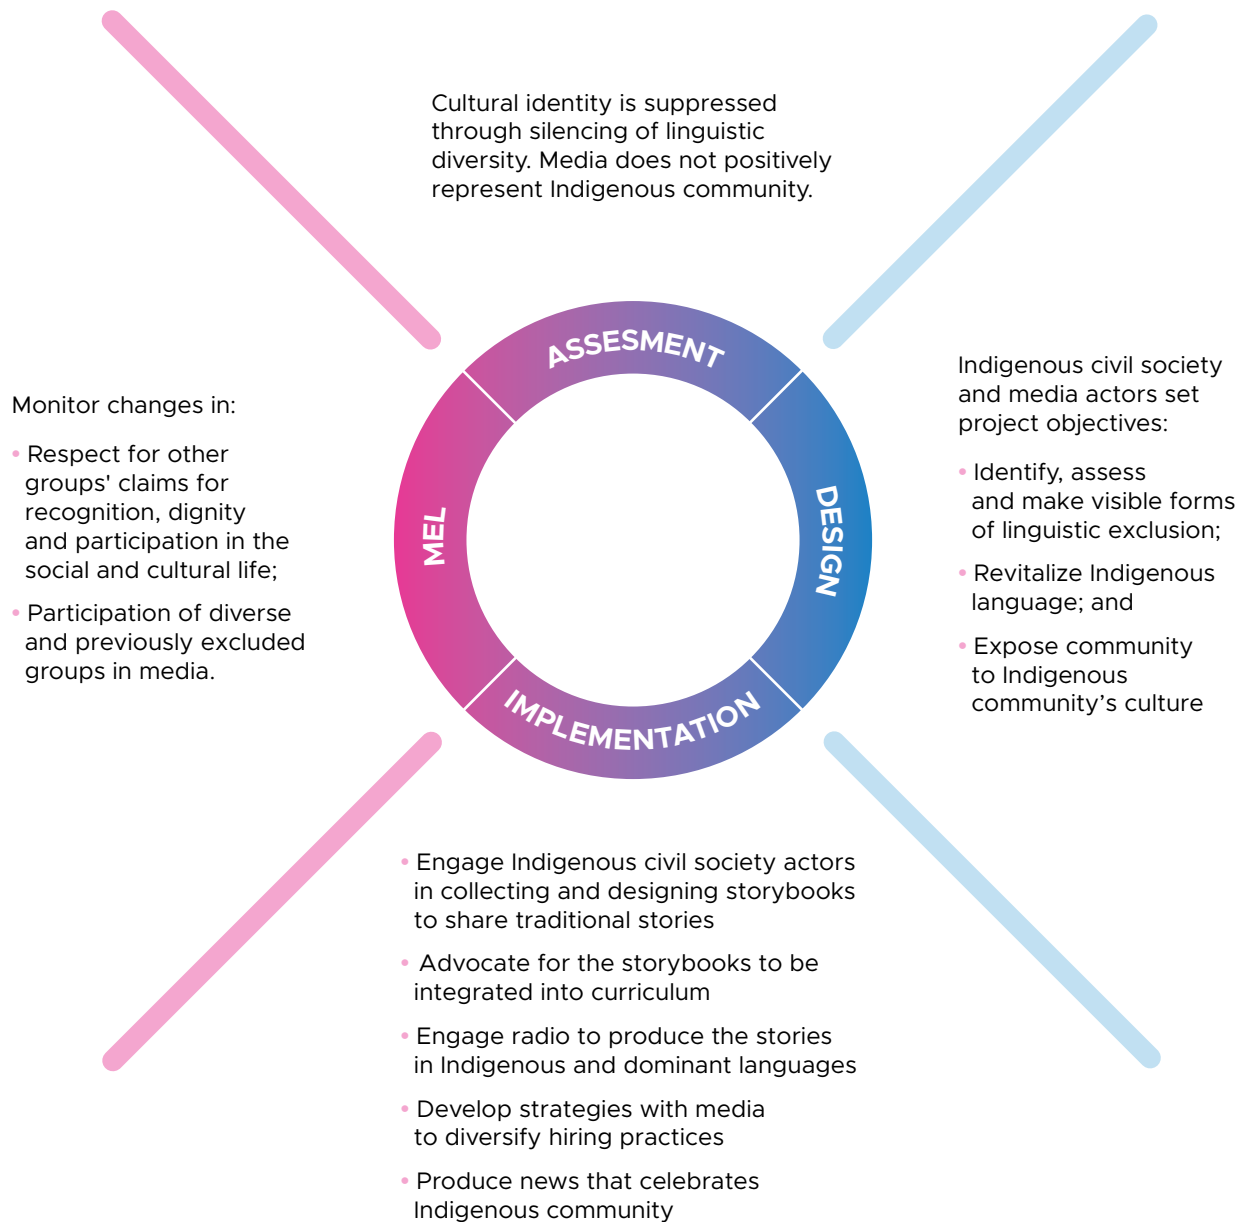 Cultural identity is suppressed
through silencing of linguistic
diversity. Media does not positively
represent Indigenous community.
ASSESMENT
DESIGN
IMPLEMENTATION
MEL
Indigenous civil society
and media actors set
project objectives:
• Identify, assess
and make visible forms
of linguistic exclusion;
• Revitalize Indigenous
language; and
• Expose community
to Indigenous
community’s culture
• Engage Indigenous civil society actors
in collecting and designing storybooks
to share traditional stories
• Advocate for the storybooks to be
integrated into curriculum
• Engage radio to produce the stories
in Indigenous and dominant languages
• Develop strategies with media
to diversify hiring practices
• Produce news that celebrates
Indigenous community
Monitor changes in:
• Respect for other
groups' claims for
recognition, dignity
and participation in the
social and cultural life;
• Participation of diverse
and previously excluded
groups in media.